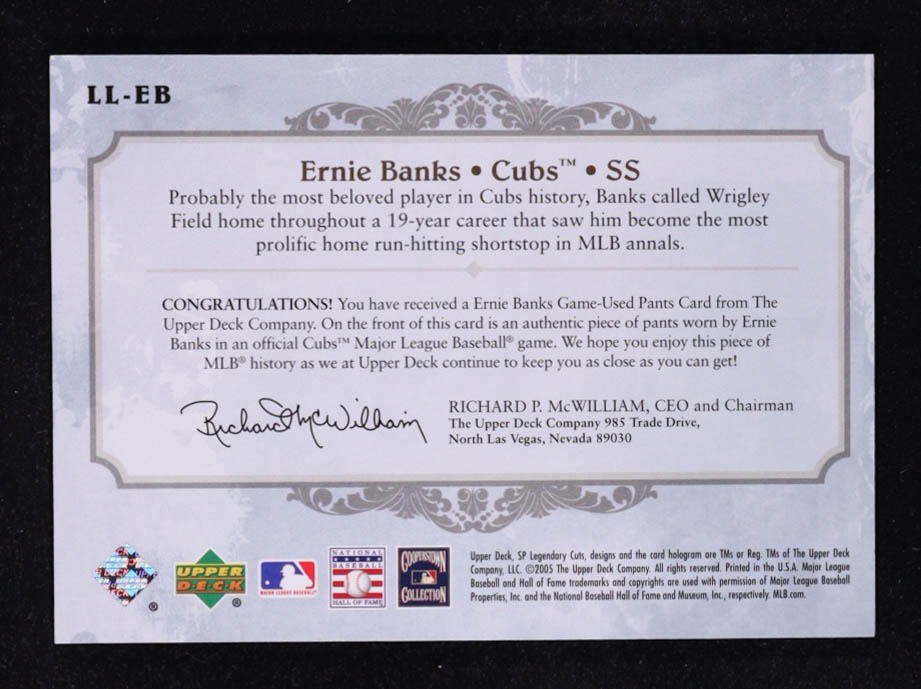 LL-EB
Ernie Banks • Cubs™ • SS
Probably the most beloved player in Cubs history, Banks called Wrigley
Field home throughout a 19-year career that saw him become the most
prolific home run-hitting shortstop in MLB annals.
CONGRATULATIONS! You have received a Ernie Banks Game-Used Pants Card from The
Upper Deck Company. On the front of this card is an authentic piece of pants worn by Ernie
Banks in an official Cubs™ Major League Baseball® game. We hope you enjoy this piece of
MLB® history as we at Upper Deck continue to keep you as close as you can get!
Richard P. McWilliam
RICHARD P. McWILLIAM, CEO and Chairman
The Upper Deck Company 985 Trade Drive,
North Las Vegas, Nevada 89030
UPPER
DECK
®
®
MAJOR LEAGUE BASEBALL®
NATIONAL
BASEBALL
HALL OF FAME
COOPERSTOWN
COLLECTION
Upper Deck, SP Legendary Cuts, designs and the card hologram are TMs or Reg. TMs of The Upper Deck
Company, LLC. ©2005 The Upper Deck Company. All rights reserved. Printed in the U.S.A. Major League
Baseball and Hall of Fame trademarks and copyrights are used with permission of Major League Baseball
Properties, Inc. and the National Baseball Hall of Fame and Museum, Inc., respectively. MLB.com.